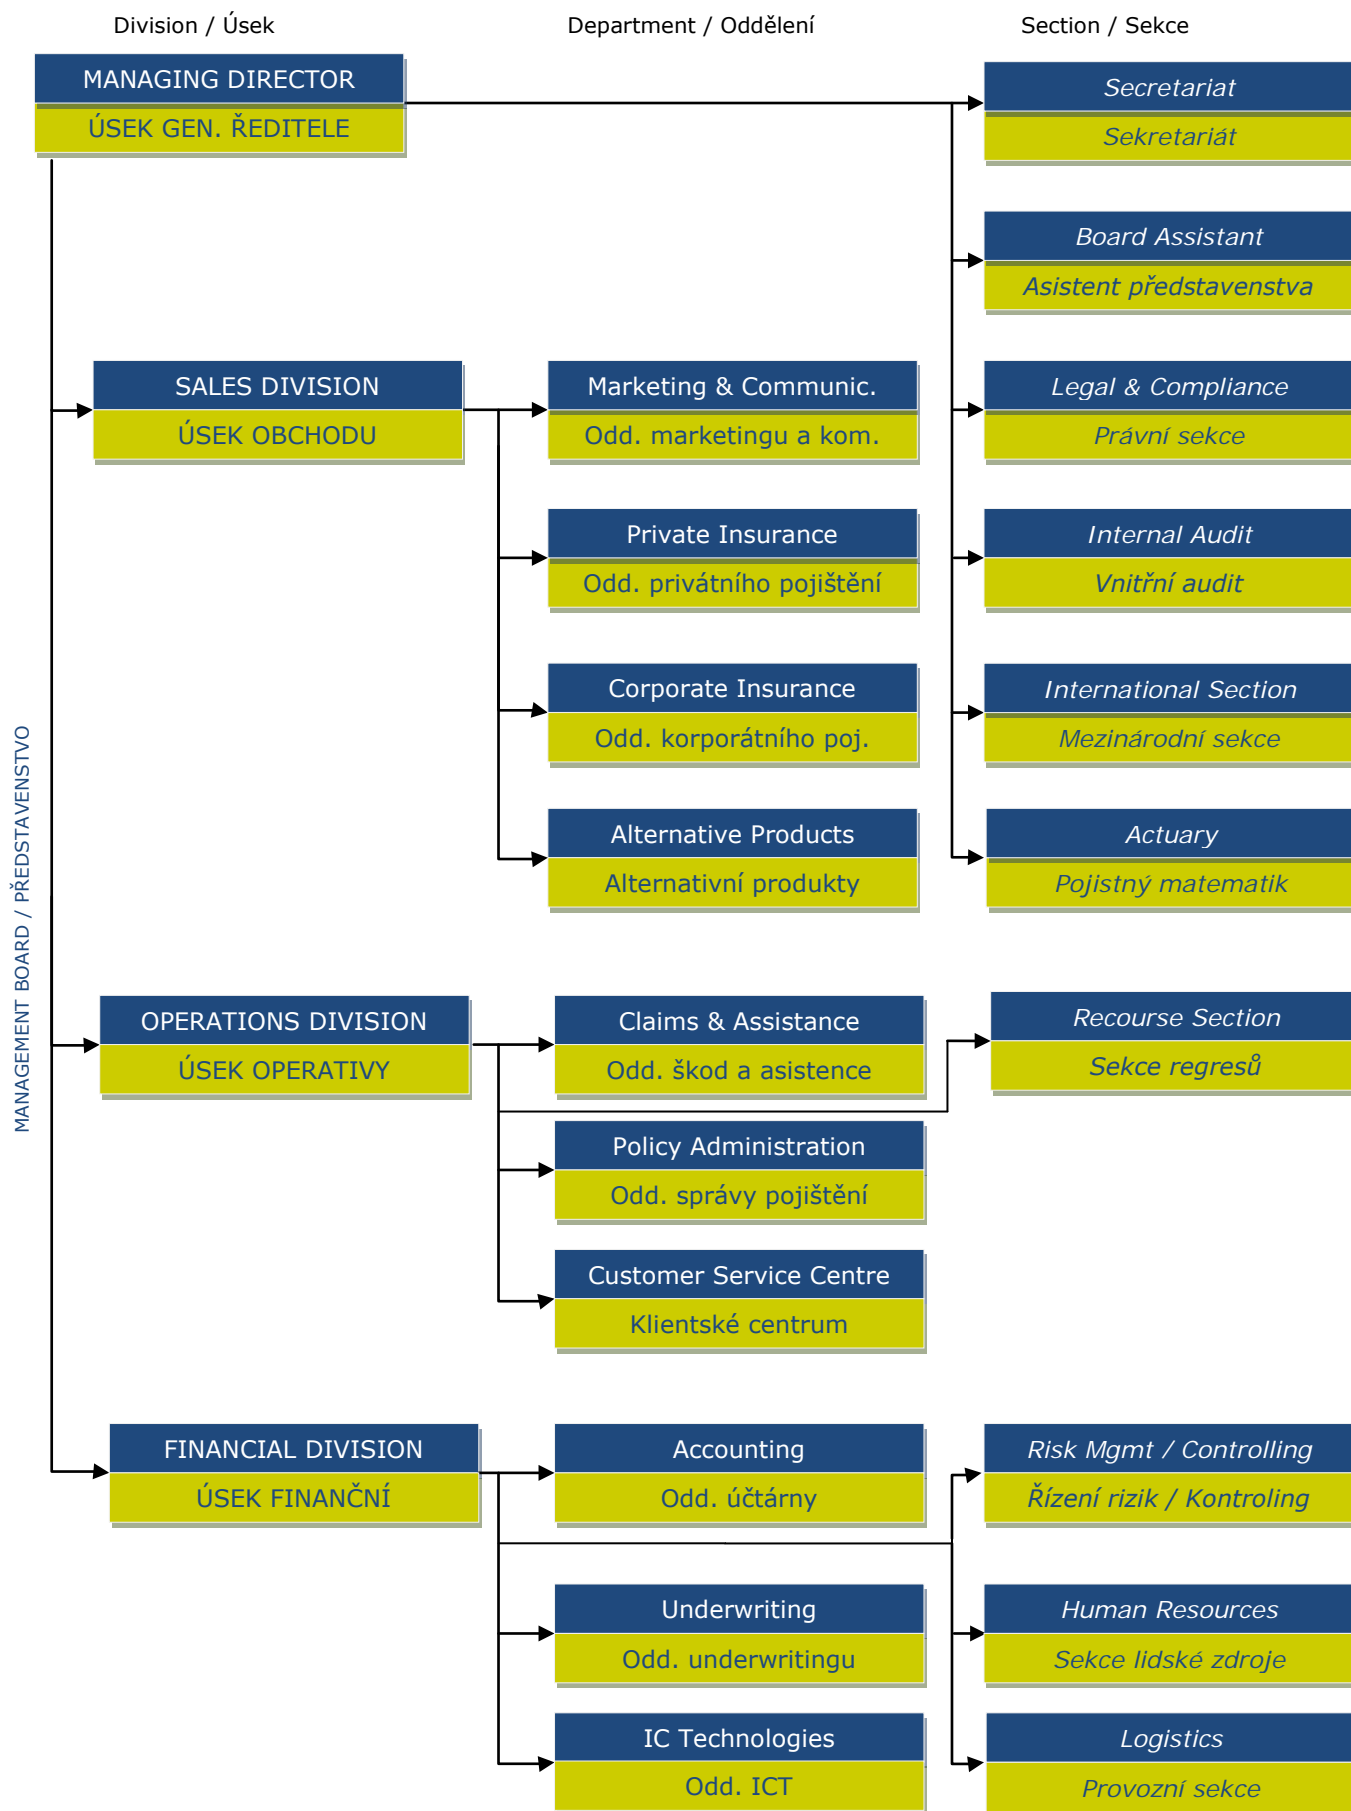 Division / Úsek
Department / Oddělení
Section / Sekce
MANAGING DIRECTOR
ÚSEK GEN. ŘEDITELE
Secretariat
Sekretariát
Board Assistant
Asistent představenstva
SALES DIVISION
ÚSEK OBCHODU
Marketing & Communic.
Odd. marketingu a kom.
Legal & Compliance
Právní sekce
Private Insurance
Odd. privátního pojištění
Internal Audit
Vnitřní audit
Corporate Insurance
Odd. korporátního poj.
International Section
Mezinárodní sekce
Alternative Products
Alternativní produkty
Actuary
Pojistný matematik
MANAGEMENT BOARD / PŘEDSTAVENSTVO
OPERATIONS DIVISION
ÚSEK OPERATIVY
Claims & Assistance
Odd. škod a asistence
Recourse Section
Sekce regresů
Policy Administration
Odd. správy pojištění
Customer Service Centre
Klientské centrum
FINANCIAL DIVISION
ÚSEK FINANČNÍ
Accounting
Odd. účtárny
Risk Mgmt / Controlling
Řízení rizik / Kontroling
Underwriting
Odd. underwritingu
Human Resources
Sekce lidské zdroje
IC Technologies
Odd. ICT
Logistics
Provozní sekce